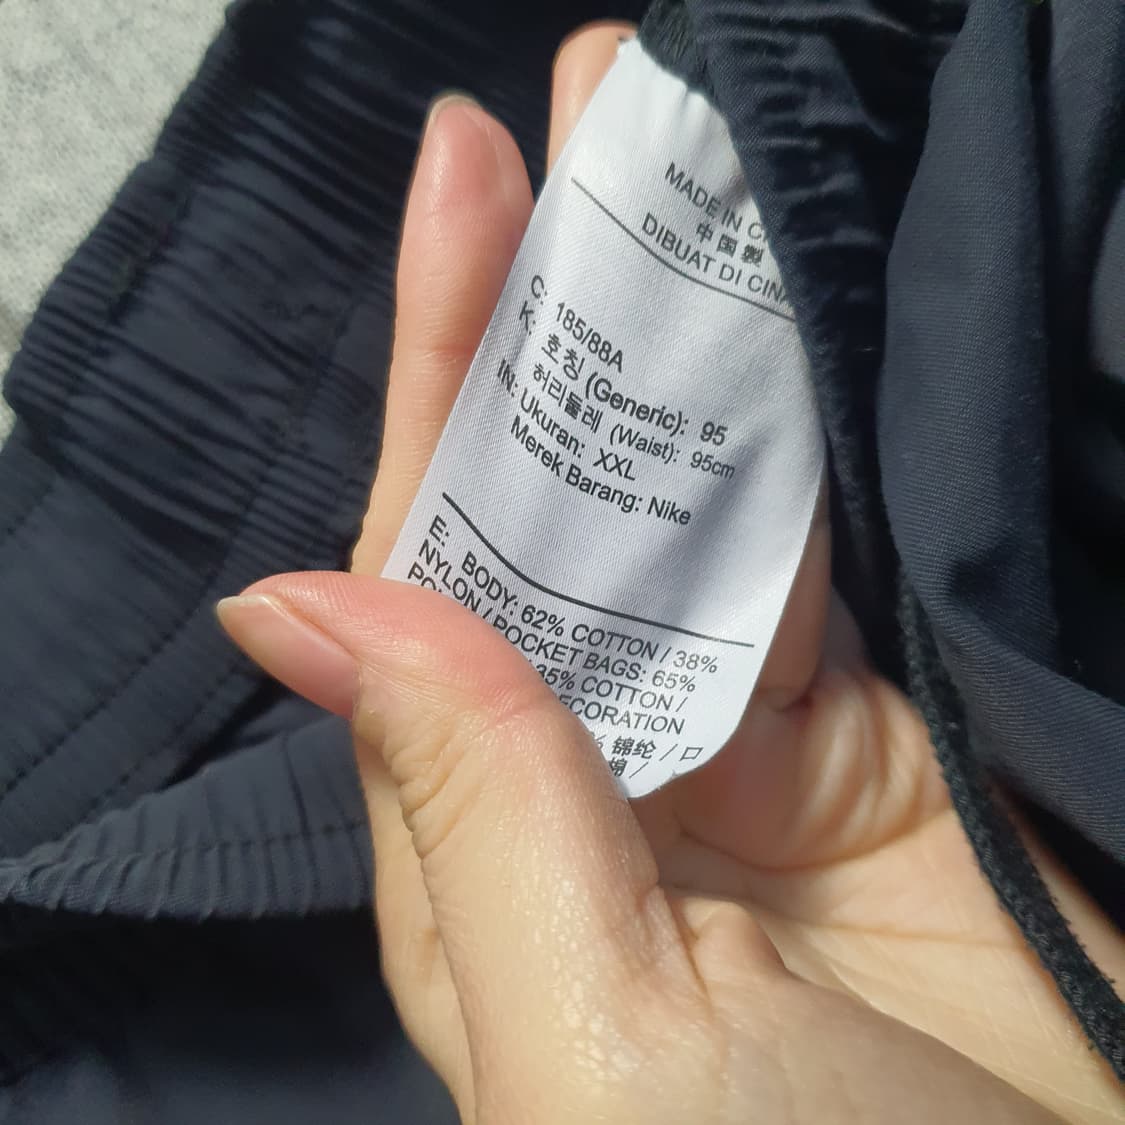 MADE IN C
中国製
DIBUAT DI CINA
C: 185/88A
K: 호칭 (Generic): 95
허리둘레 (Waist): 95cm
IN: Ukuran: XXL
Merek Barang: Nike
E: BODY: 62% COTTON / 38%
NYLON / POCKET BAGS: 65%
35% COTTON /
ECORATION
% 锦纶 / 口
棉 /